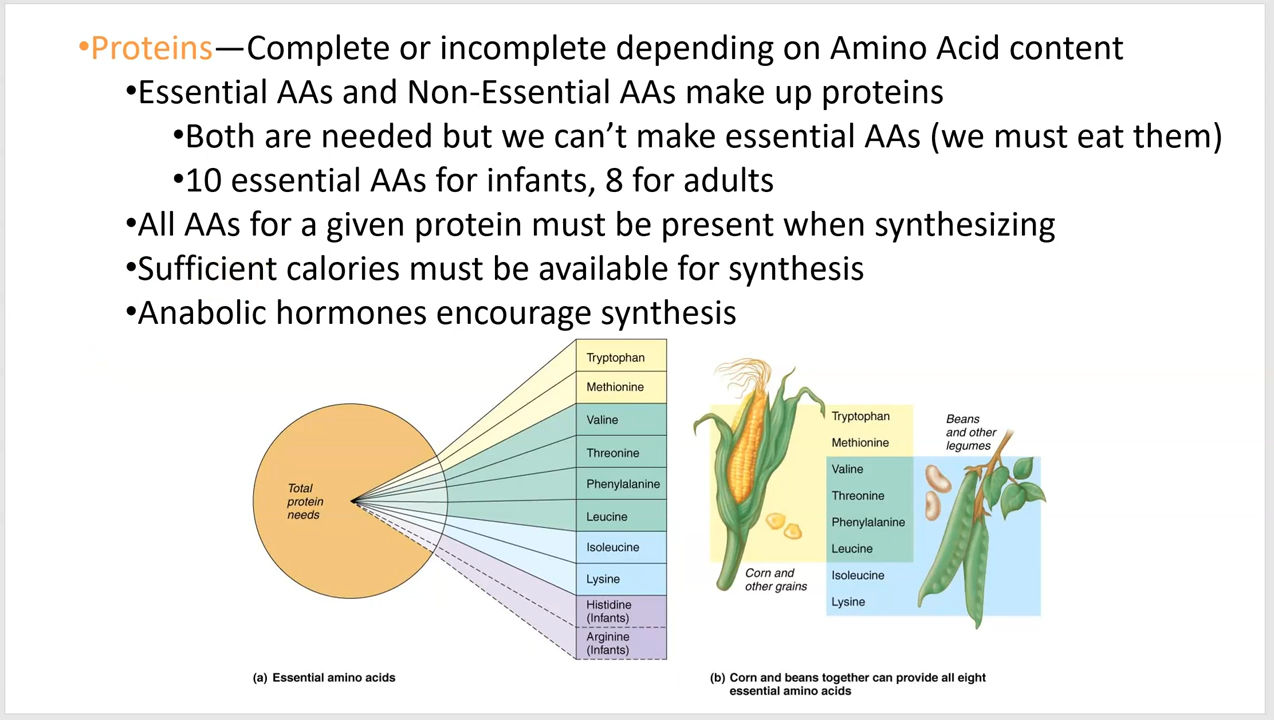 •Proteins—Complete or incomplete depending on Amino Acid content
•Essential AAs and Non-Essential AAs make up proteins
•Both are needed but we can’t make essential AAs (we must eat them)
•10 essential AAs for infants, 8 for adults
•All AAs for a given protein must be present when synthesizing
•Sufficient calories must be available for synthesis
•Anabolic hormones encourage synthesis
Total
protein
needs
Tryptophan
Methionine
Valine
Threonine
Phenylalanine
Leucine
Isoleucine
Lysine
Histidine
(Infants)
Arginine
(Infants)
(a) Essential amino acids
Corn and
other grains
Tryptophan
Methionine
Valine
Threonine
Phenylalanine
Leucine
Isoleucine
Lysine
Beans
and other
legumes
(b) Corn and beans together can provide all eight
essential amino acids